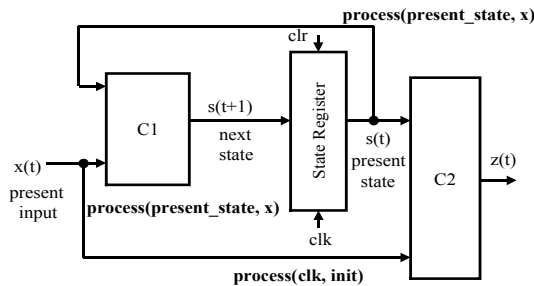 process(present_state, x)
clr
C1
s(t+1)
next
state
State Register
s(t)
present
state
C2
z(t)
x(t)
present
input
process(present_state, x)
clk
process(clk, init)